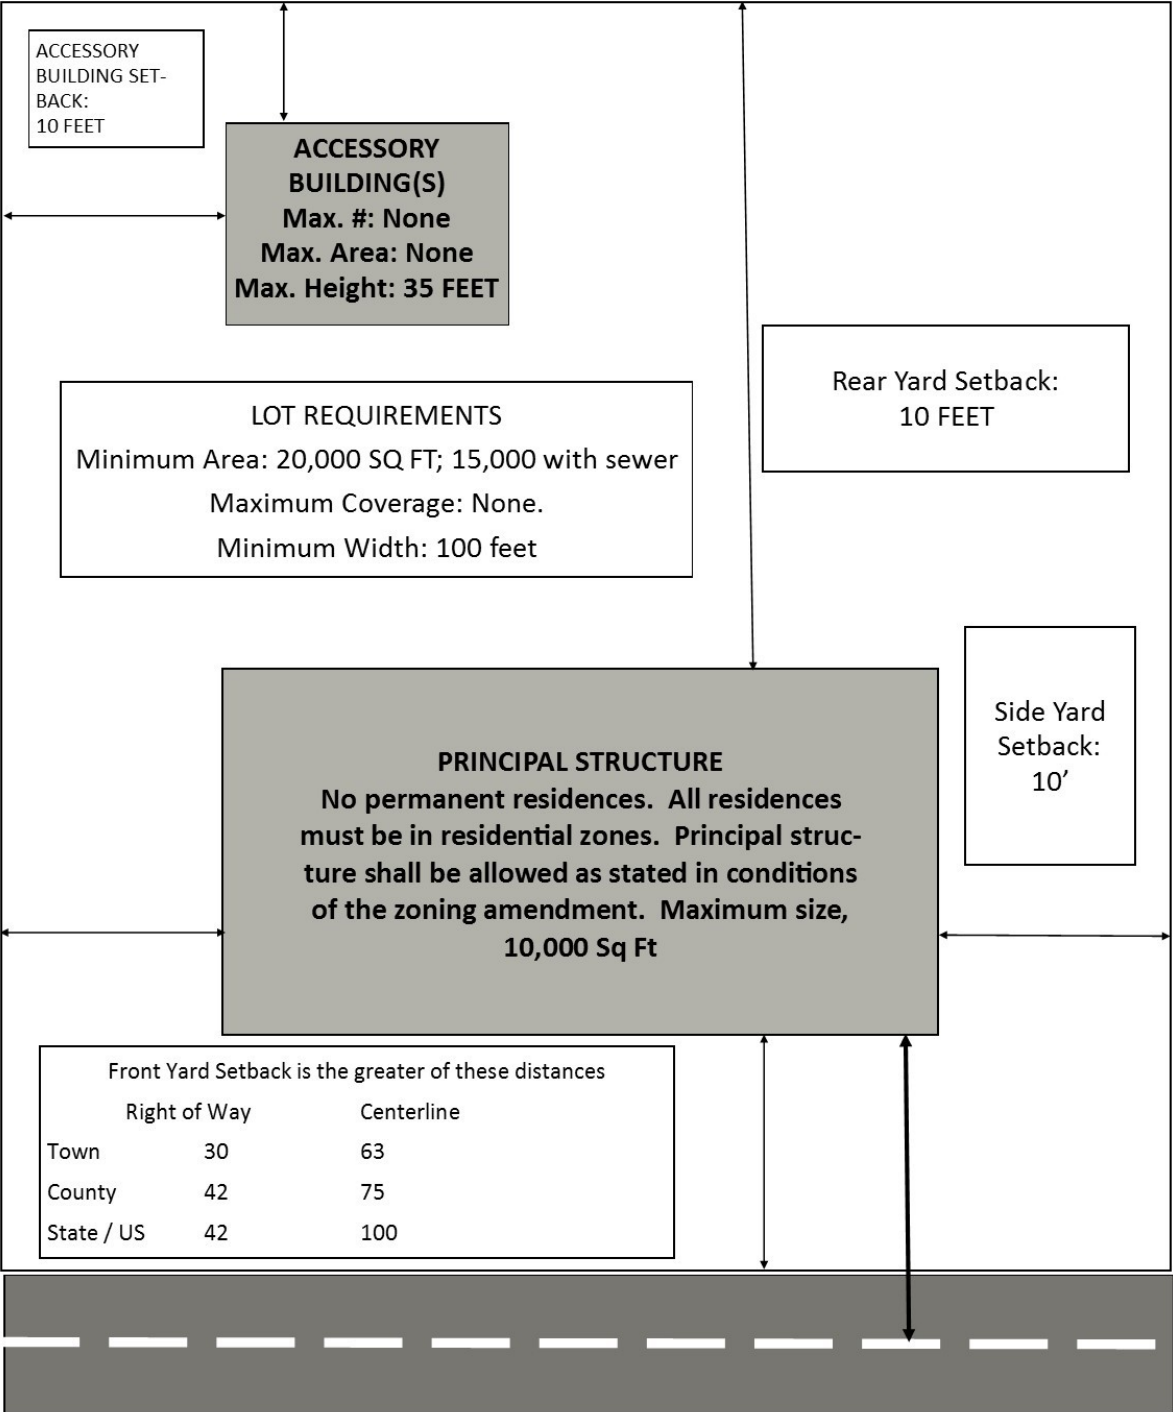 ACCESSORY
BUILDING SET-
BACK:
10 FEET
ACCESSORY
BUILDING(S)
Max. #: None
Max. Area: None
Max. Height: 35 FEET
Rear Yard Setback:
10 FEET
LOT REQUIREMENTS
Minimum Area: 20,000 SQ FT; 15,000 with sewer
Maximum Coverage: None.
Minimum Width: 100 feet
Side Yard
Setback:
10’
PRINCIPAL STRUCTURE
No permanent residences.  All residences
must be in residential zones.  Principal struc-
ture shall be allowed as stated in conditions
of the zoning amendment.  Maximum size,
10,000 Sq Ft
Front Yard Setback is the greater of these distances
Right of Way Centerline
Town 30 63
County 42 75
State / US 42 100